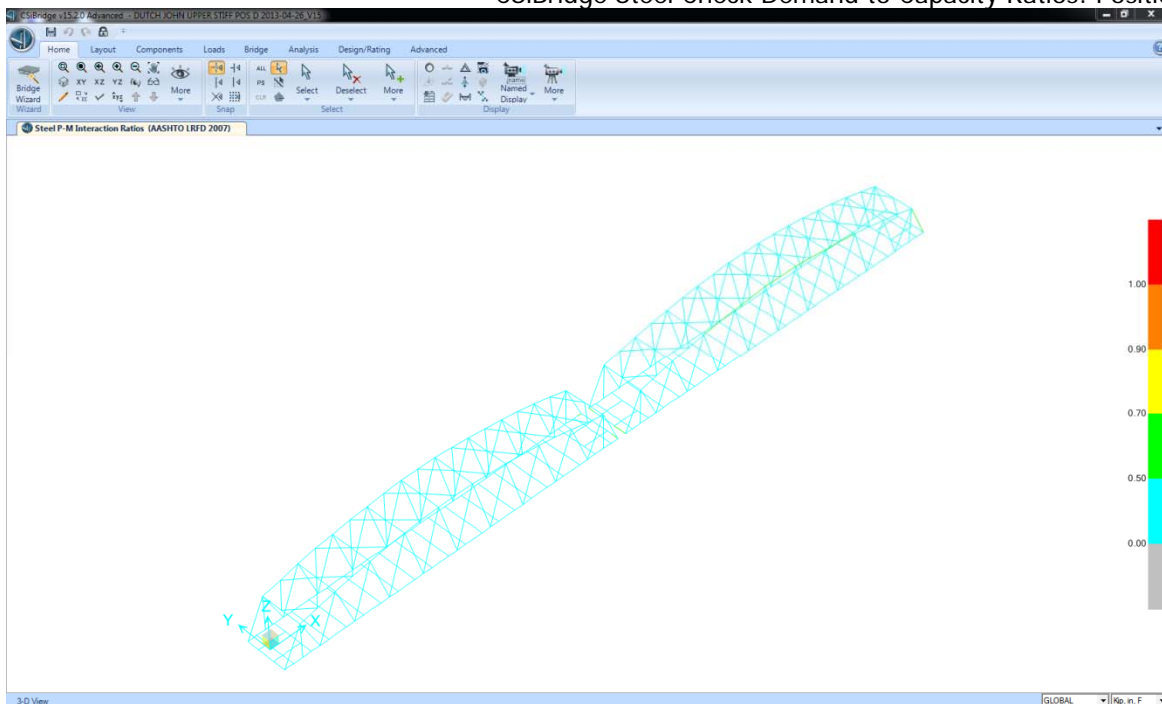 CSiBridge Steel Check Demand to Capacity Ratios: Positi
CSiBridge v15.2.0 Advanced - DUTCH JOHN UPPER STIFF POS D 2013-04-26_V15
Home Layout Components Loads Bridge Analysis Design/Rating Advanced
XY XZ YZ
ALL
PS
CLR
Bridge
Wizard
More
Select
Deselect
More
Named
Display
More
Wizard View Snap Select Display
Steel P-M Interaction Ratios (AASHTO LRFD 2007)
1.00
0.90
0.70
0.50
0.00
Y Z X
3-D View
GLOBAL
Kip, in, F